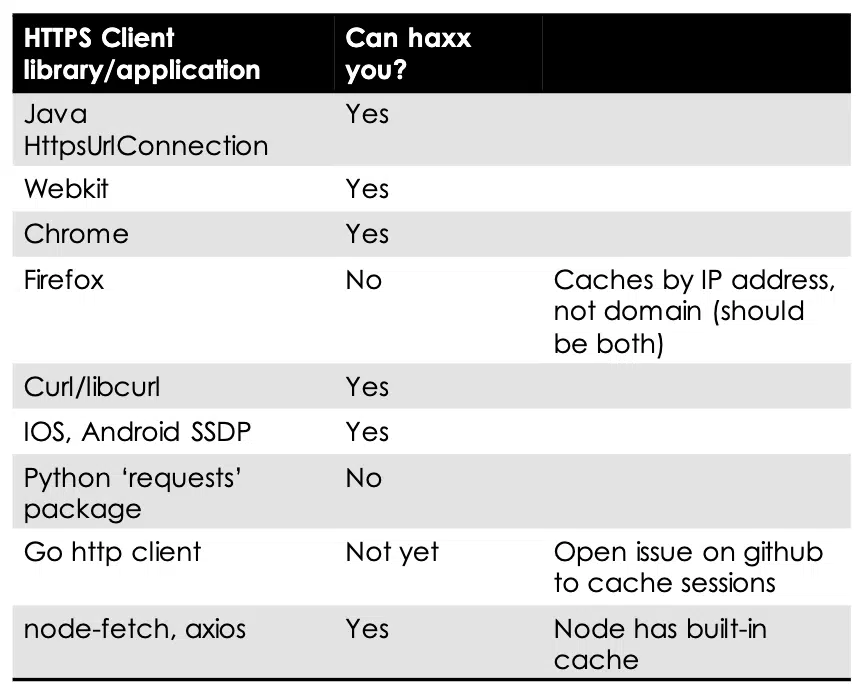 HTTPS Client Can haxx
library/application you?
Java Yes
HttpsUrlConnection
Webkit Yes
Chrome Yes
Firefox No Caches by IP address,
not domain (should
be both)
Curl/libcurl Yes
IOS, Android SSDP Yes
Python ‘requests’ No
package
Go http client Not yet Open issue on github
to cache sessions
node-fetch, axios Yes Node has built-in
cache